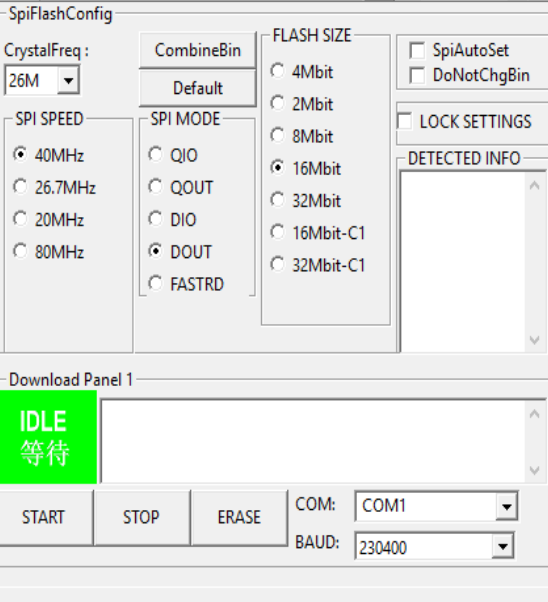 SpiFlashConfig
CrystalFreq :
26M
CombineBin
Default
SPI SPEED
40MHz
26.7MHz
20MHz
80MHz
SPI MODE
QIO
QOUT
DIO
DOUT
FASTRD
FLASH SIZE
4Mbit
2Mbit
8Mbit
16Mbit
32Mbit
16Mbit-C1
32Mbit-C1
SpiAutoSet
DoNotChgBin
LOCK SETTINGS
DETECTED INFO
Download Panel 1
IDLE
等待
START
STOP
ERASE
COM:
COM1
BAUD:
230400